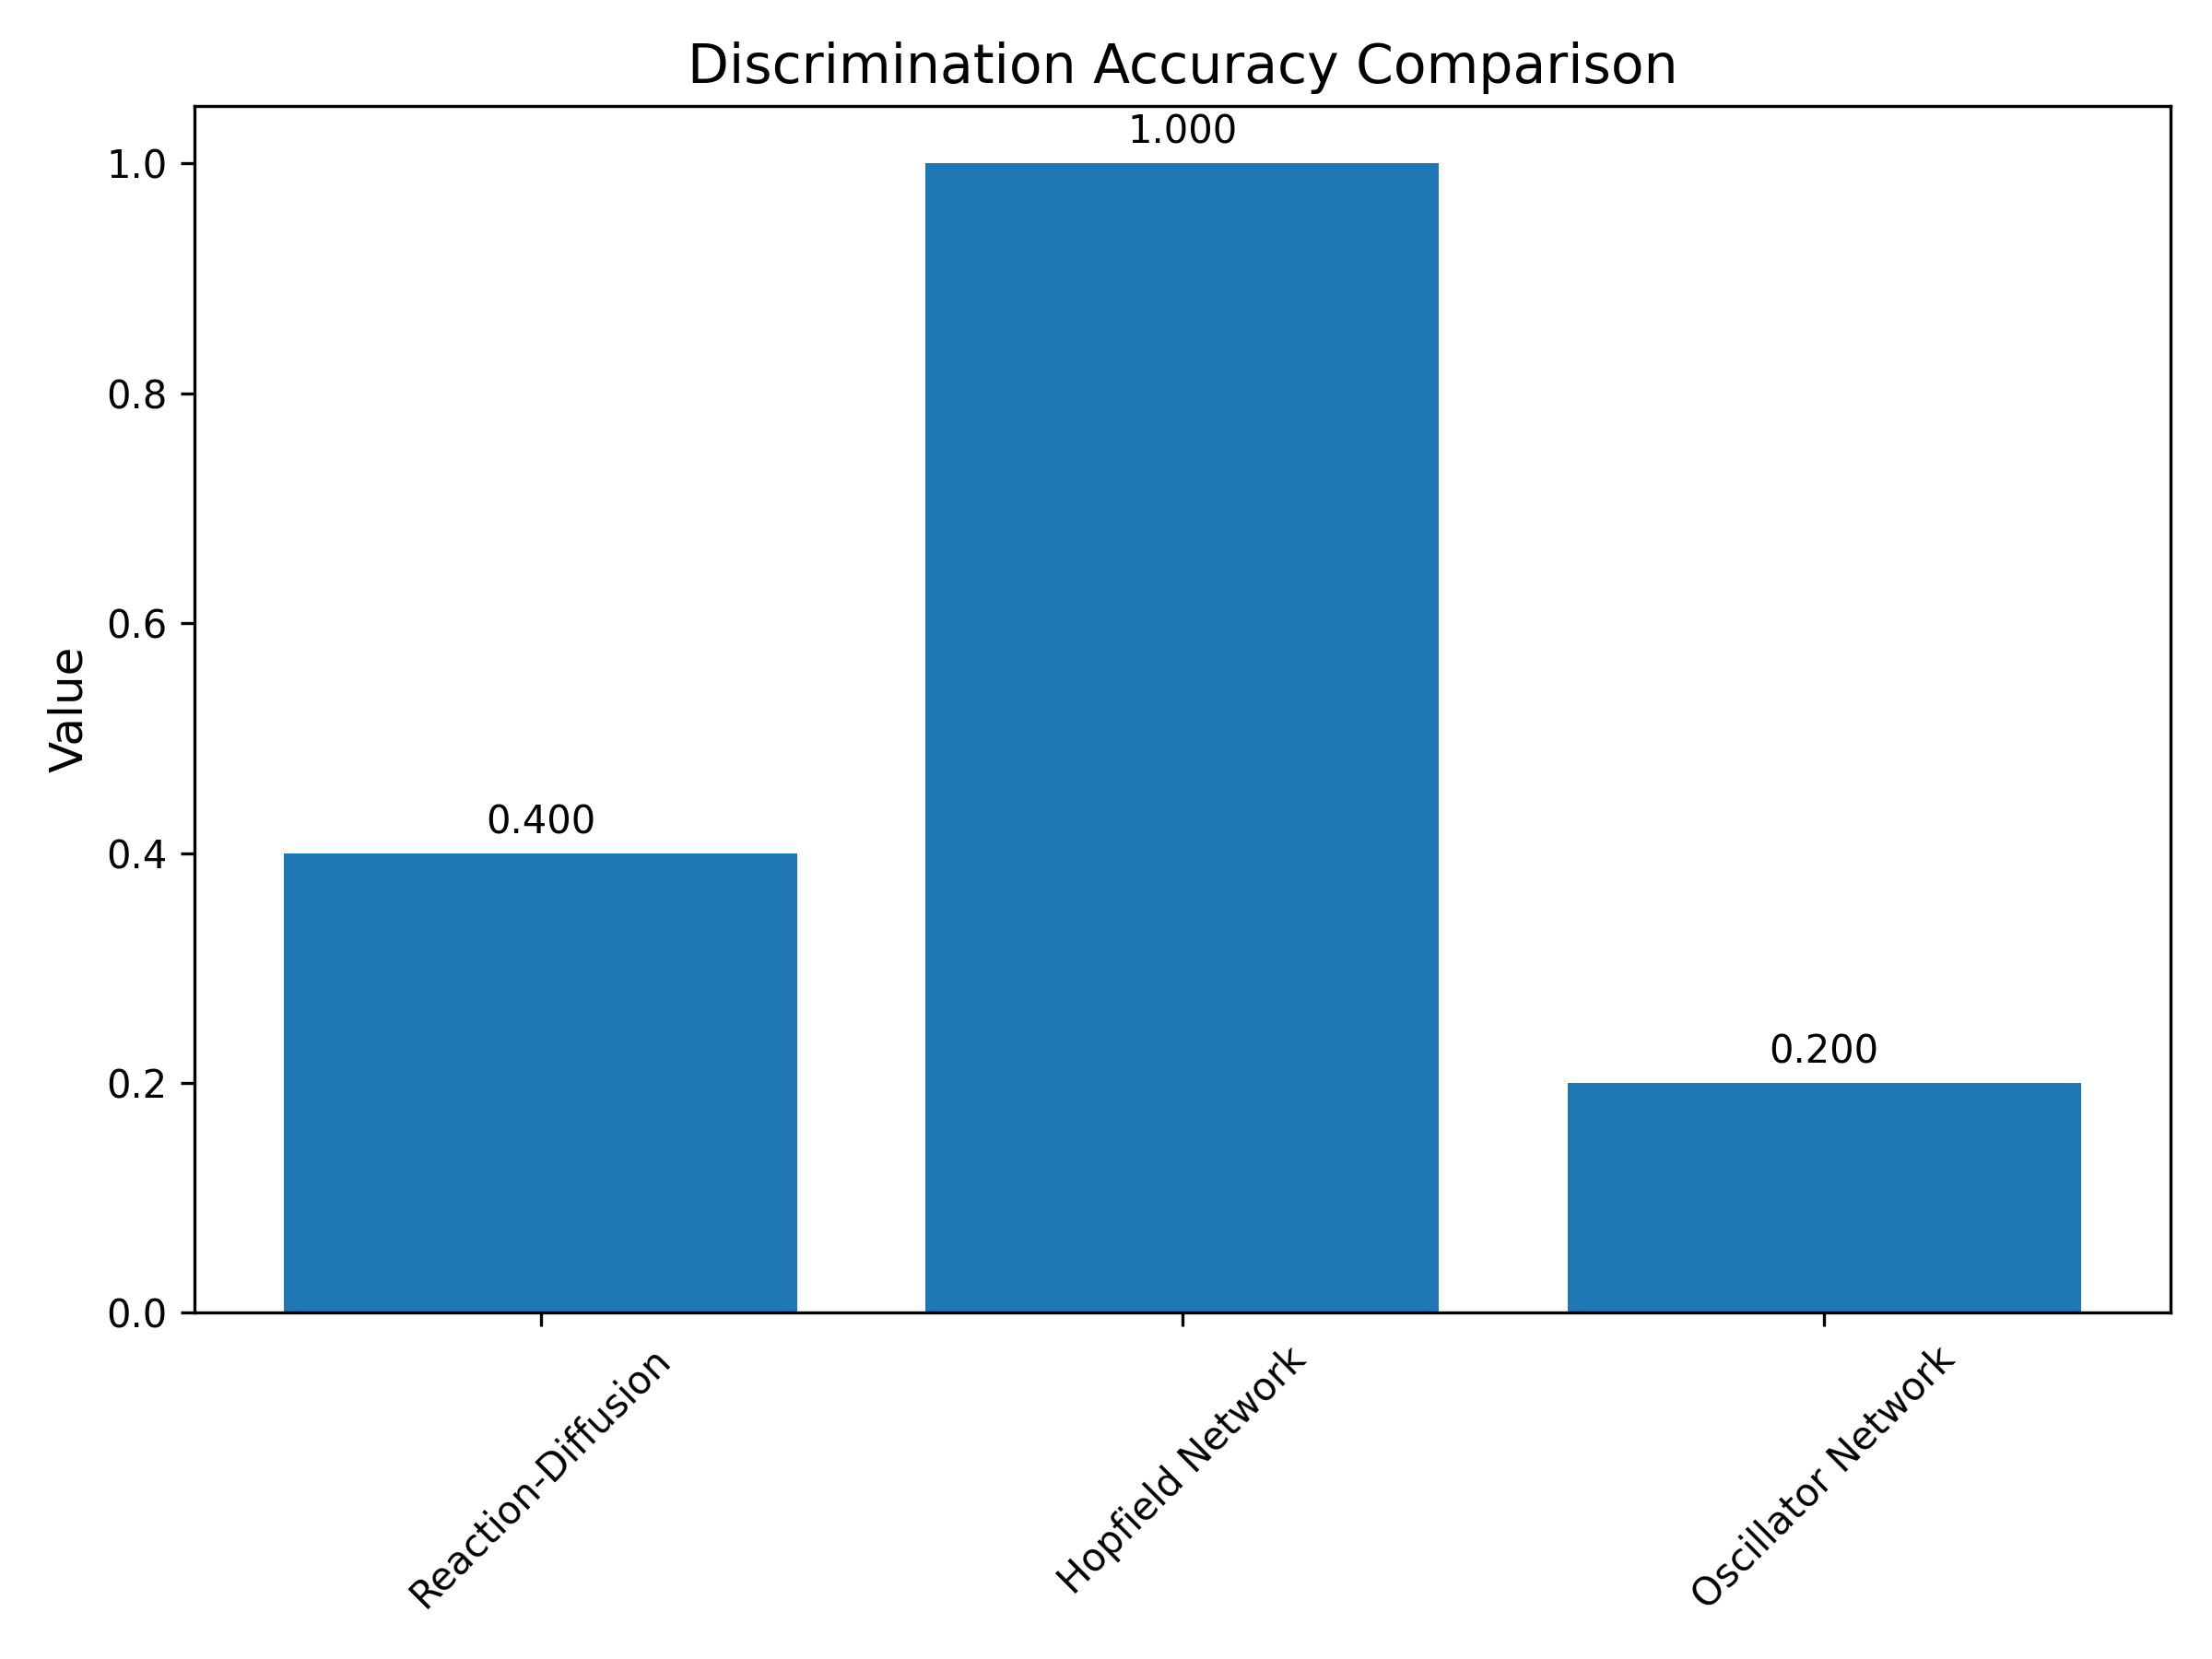 Discrimination Accuracy Comparison
Value
1.0
0.8
0.6
0.4
0.2
0.0
0.400
1.000
0.200
Reaction-Diffusion
Hopfield Network
Oscillator Network